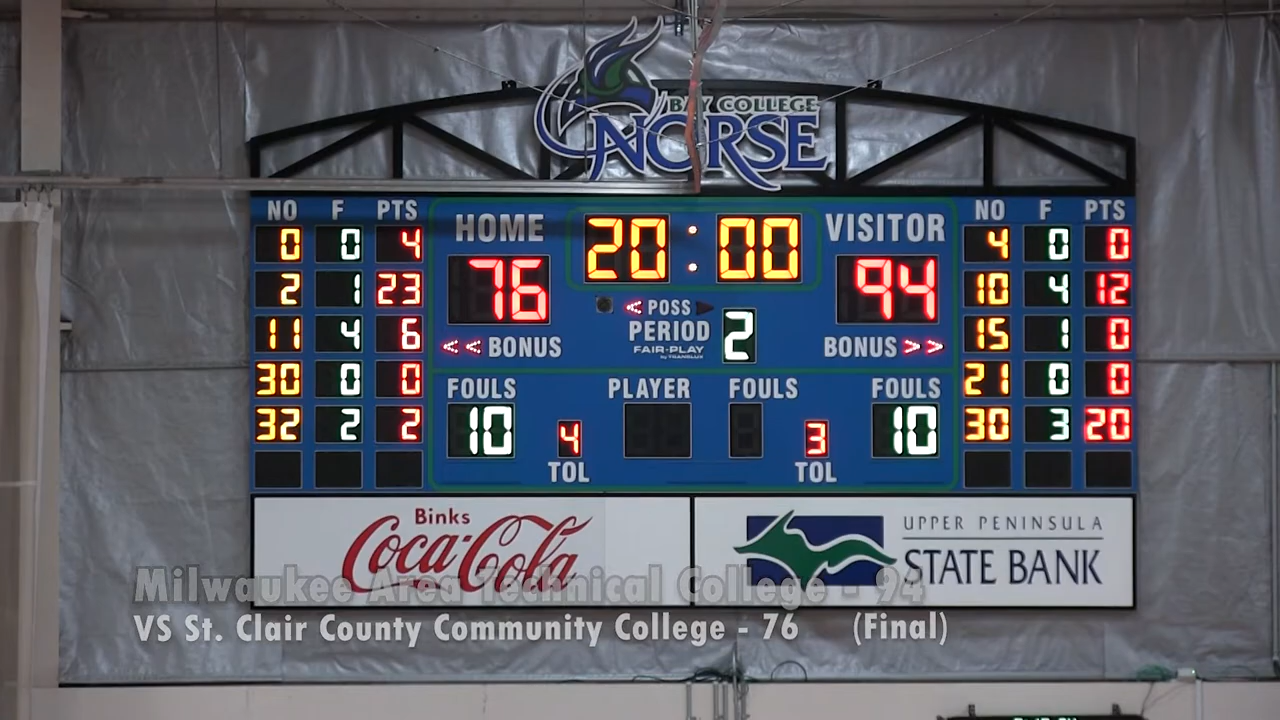 BAY COLLEGE
NORSE
NO F PTS
0 0 4
2 1 23
11 4 6
30 0 0
32 2 2
HOME
76
<< BONUS
20:00
< POSS
PERIOD 2
FAIR-PLAY
by TRANS-LUX
VISITOR
94
BONUS >>
FOULS
10
4
TOL
PLAYER FOULS
3
TOL
FOULS
10
NO F PTS
4 0 0
10 4 12
15 1 0
21 0 0
30 3 20
Binks
Coca-Cola
UPPER PENINSULA
STATE BANK
Milwaukee Area Technical College - 94
VS St. Clair County Community College - 76 (Final)